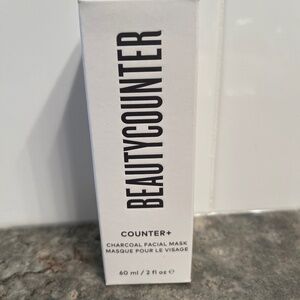 BEAUTYCOUNTER
COUNTER+
CHARCOAL FACIAL MASK
MASQUE POUR LE VISAGE
60 ml / 2 fl oz ℮